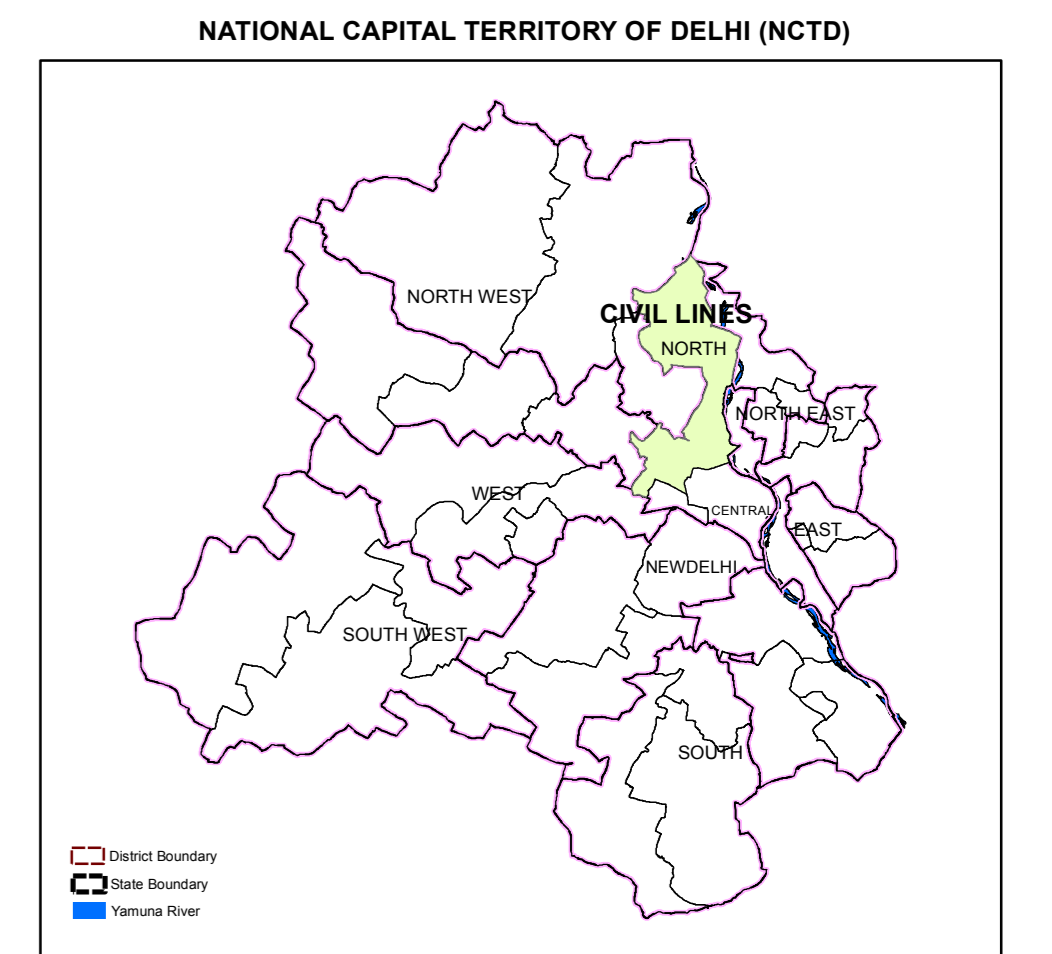 NATIONAL CAPITAL TERRITORY OF DELHI (NCTD)
NORTH WEST
CIVIL LINES
NORTH
NORTH EAST
WEST
CENTRAL
EAST
NEWDELHI
SOUTH WEST
SOUTH
District Boundary
State Boundary
Yamuna River